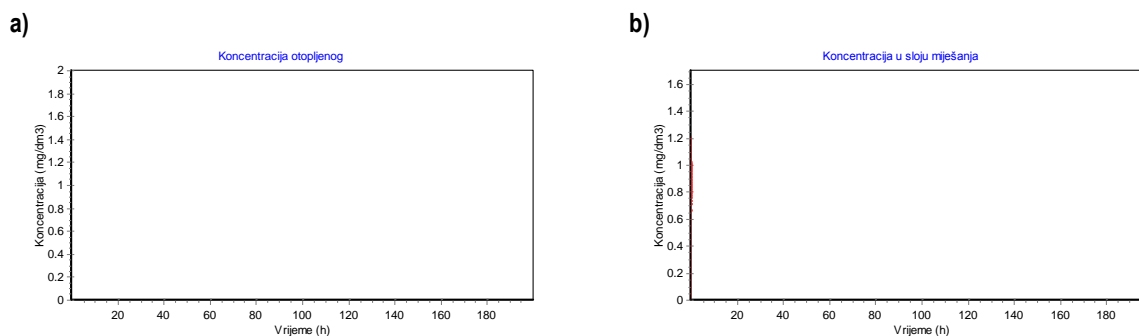 a)
Koncentracija otopljenog
Koncentracija (mg/dm3)
2
1.8
1.6
1.4
1.2
1
0.8
0.6
0.4
0.2
0
20 40 60 80 100 120 140 160 180
Vrijeme (h)
b)
Koncentracija u sloju miješanja
Koncentracija (mg/dm3)
1.6
1.4
1.2
1
0.8
0.6
0.4
0.2
0
20 40 60 80 100 120 140 160 180
Vrijeme (h)